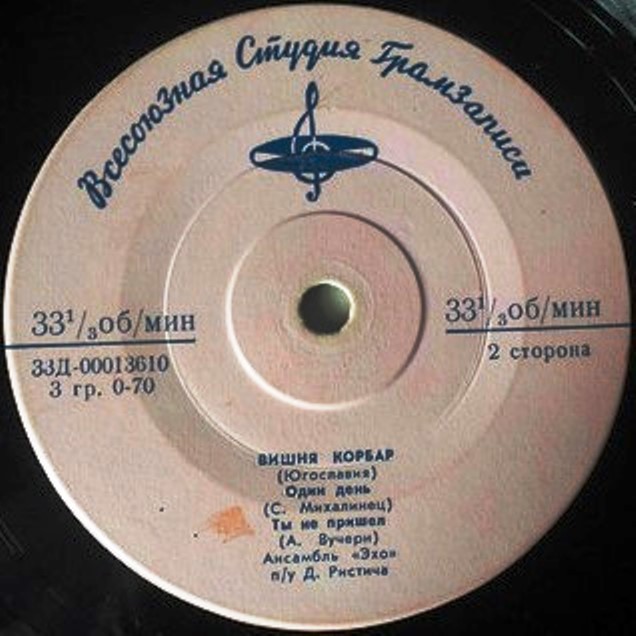 Всесоюзная Студия Грамзаписи
33¹/₃об/мин
33Д-00013610
3 гр. 0-70
33¹/₃об/мин
2 сторона
ВИШНЯ КОРБАР
(Югославия)
Один день
(С. Михалинец)
Ты не пришел
(А. Вучери)
Ансамбль «Эхо»
п/у Д. Ристича